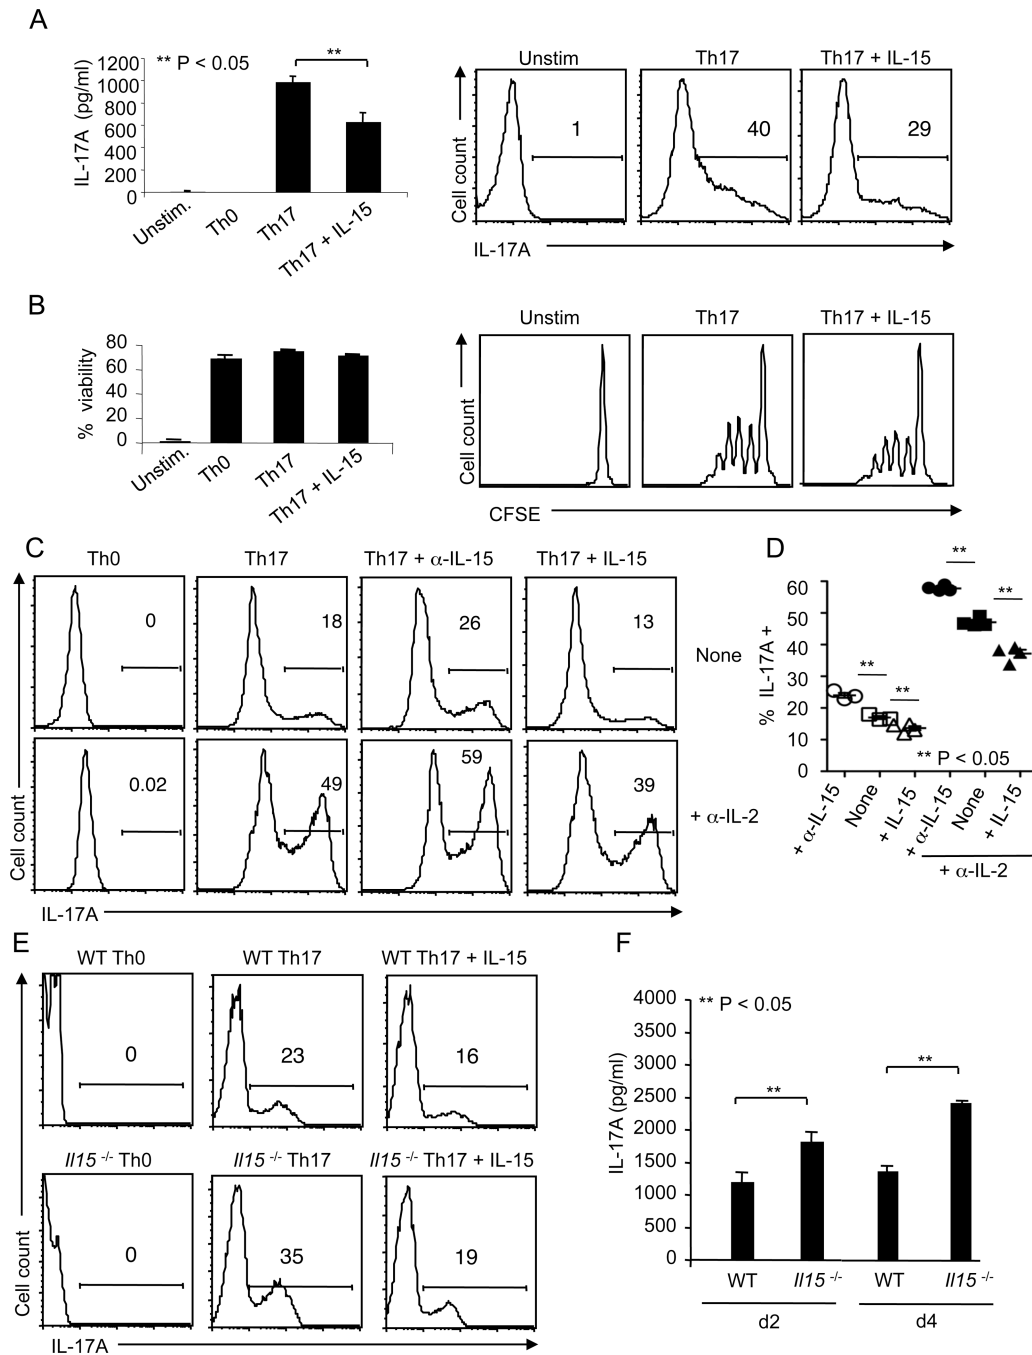 A
** P < 0.05
**
IL-17A (pg/ml)
1200
1000
800
600
400
200
0
Unstim.
Th0
Th17
Th17 + IL-15
Unstim
Th17
Th17 + IL-15
1
40
29
Cell count
IL-17A
B
% viability
80
60
40
20
0
Unstim.
Th0
Th17
Th17 + IL-15
Unstim
Th17
Th17 + IL-15
Cell count
CFSE
C
Th0
Th17
Th17 + α-IL-15
Th17 + IL-15
0
18
26
13
None
0.02
49
59
39
+ α-IL-2
Cell count
IL-17A
D
% IL-17A +
60
50
40
30
20
10
0
**
**
**
**
** P < 0.05
+ α-IL-15
None
+ IL-15
+ α-IL-15
None
+ IL-15
+ α-IL-2
E
WT Th0
WT Th17
WT Th17 + IL-15
0
23
16
Il15 -/- Th0
Il15 -/- Th17
Il15 -/- Th17 + IL-15
0
35
19
Cell count
IL-17A
F
** P < 0.05
IL-17A (pg/ml)
4000
3500
3000
2500
2000
1500
1000
500
0
**
**
WT
Il15 -/-
WT
Il15 -/-
d2
d4